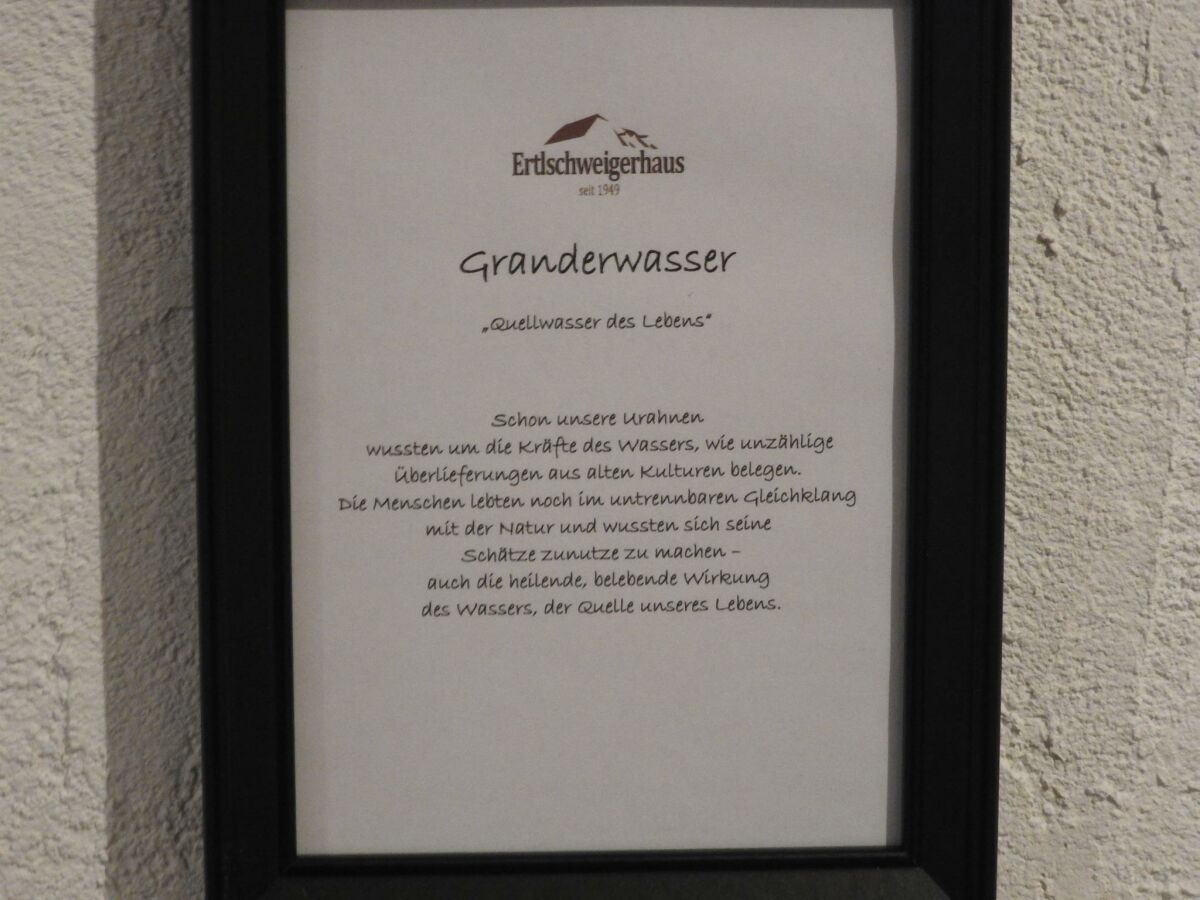 Ertlschweigerhaus
seit 1949
Granderwasser
„Quellwasser des Lebens“
Schon unsere Urahnen
wussten um die Kräfte des Wassers, wie unzählige
Überlieferungen aus alten Kulturen belegen.
Die Menschen lebten noch im untrennbaren Gleichklang
mit der Natur und wussten sich seine
Schätze zunutze zu machen –
auch die heilende, belebende Wirkung
des Wassers, der Quelle unseres Lebens.